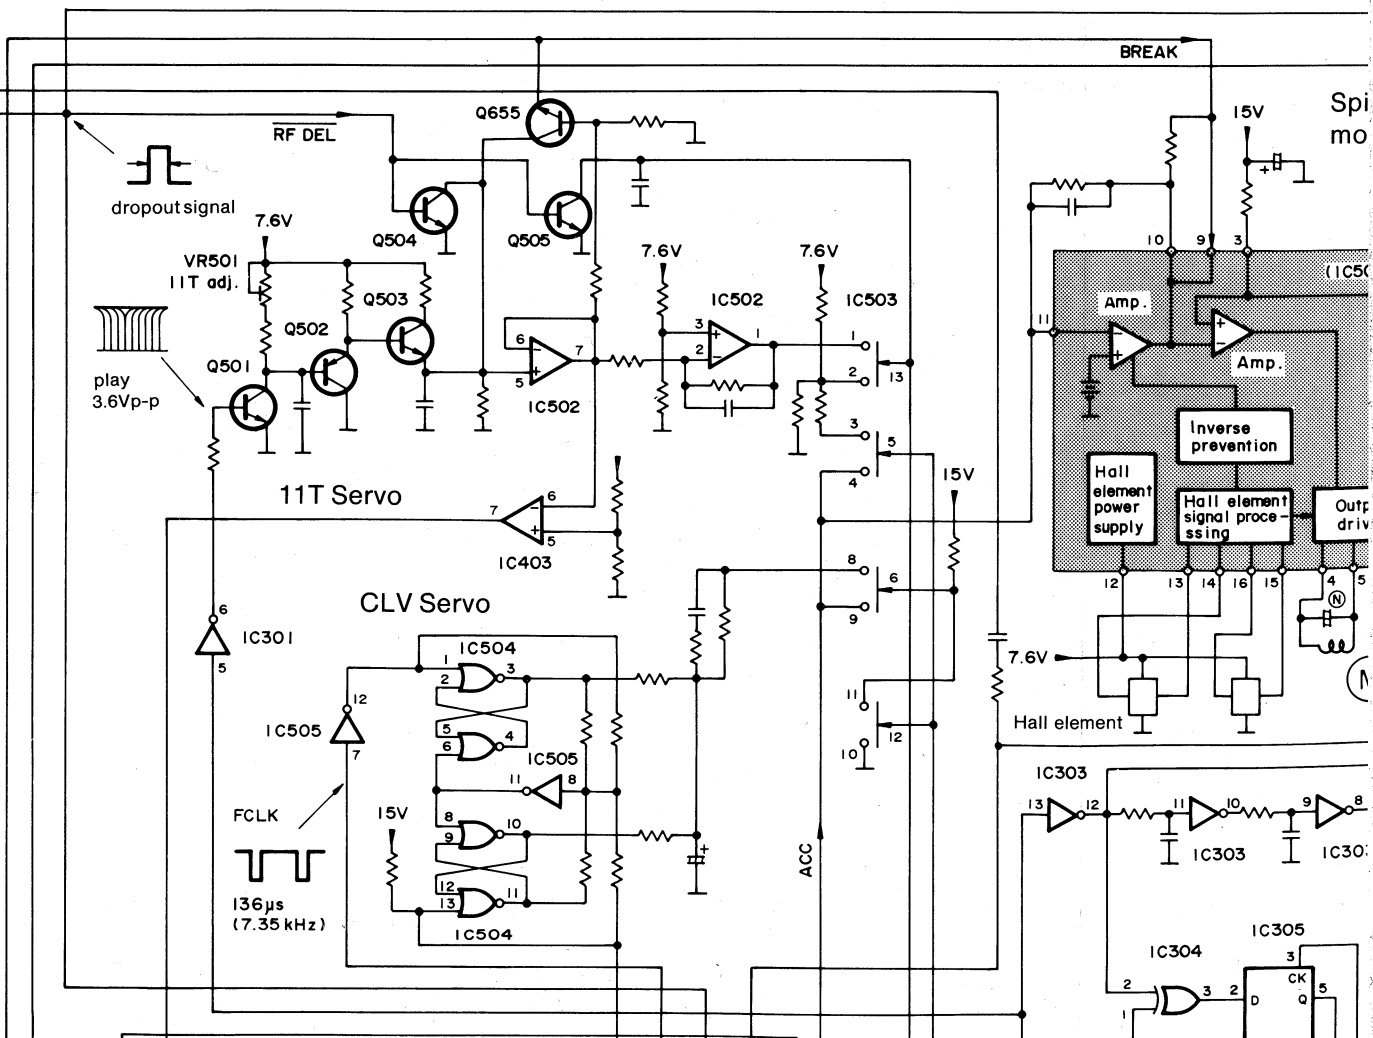 BREAK
Spi
mo
15V
Q655
RF DEL
dropout signal
7.6V
VR501
11T adj.
Q504
Q505
7.6V
7.6V
10
9
3
(IC50
Q503
Q502
Q501
play
3.6Vp-p
IC502
IC503
3
+
2
-
1
1
2
13
3
5
4
6
-
7
5
+
IC502
11
Amp.
-
+
+
-
Amp.
Inverse
prevention
Hall
element
power
supply
Hall element
signal proce-
ssing
Outp
driv
15V
11T Servo
7
6
-
+
5
IC403
12
13
14
16
15
4
5
N
8
6
9
CLV Servo
6
IC301
5
IC504
1
2
3
5
6
4
12
IC505
7
IC505
11
8
7.6V
11
12
10
Hall element
FCLK
136μs
(7.35kHz)
15V
8
9
10
12
13
11
IC504
+
ACC
IC303
13
12
11
10
9
8
IC303
IC303
IC304
2
1
3
IC305
3
CK
2
D
Q
5